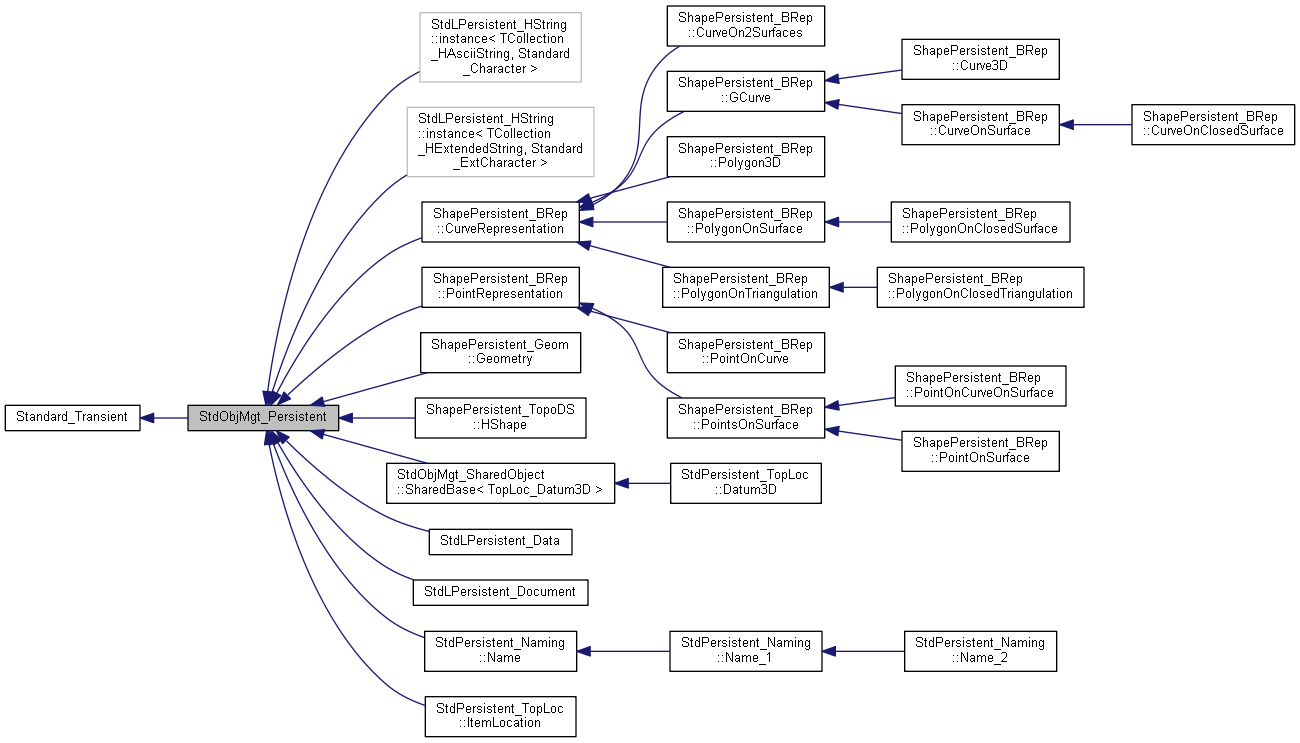 Standard_Transient
StdObjMgt_Persistent
StdLPersistent_HString
::instance< TCollection
_HAsciiString, Standard
_Character >
StdLPersistent_HString
::instance< TCollection
_HExtendedString, Standard
_ExtCharacter >
ShapePersistent_BRep
::CurveRepresentation
ShapePersistent_BRep
::PointRepresentation
ShapePersistent_Geom
::Geometry
ShapePersistent_TopoDS
::HShape
StdObjMgt_SharedObject
::SharedBase< TopLoc_Datum3D >
StdLPersistent_Data
StdLPersistent_Document
StdPersistent_Naming
::Name
StdPersistent_TopLoc
::ItemLocation
ShapePersistent_BRep
::CurveOn2Surfaces
ShapePersistent_BRep
::GCurve
ShapePersistent_BRep
::Polygon3D
ShapePersistent_BRep
::PolygonOnSurface
ShapePersistent_BRep
::PolygonOnTriangulation
ShapePersistent_BRep
::PointOnCurve
ShapePersistent_BRep
::PointsOnSurface
StdPersistent_TopLoc
::Datum3D
StdPersistent_Naming
::Name_1
ShapePersistent_BRep
::Curve3D
ShapePersistent_BRep
::CurveOnSurface
ShapePersistent_BRep
::PolygonOnClosedSurface
ShapePersistent_BRep
::PolygonOnClosedTriangulation
ShapePersistent_BRep
::PointOnCurveOnSurface
ShapePersistent_BRep
::PointOnSurface
StdPersistent_Naming
::Name_2
ShapePersistent_BRep
::CurveOnClosedSurface